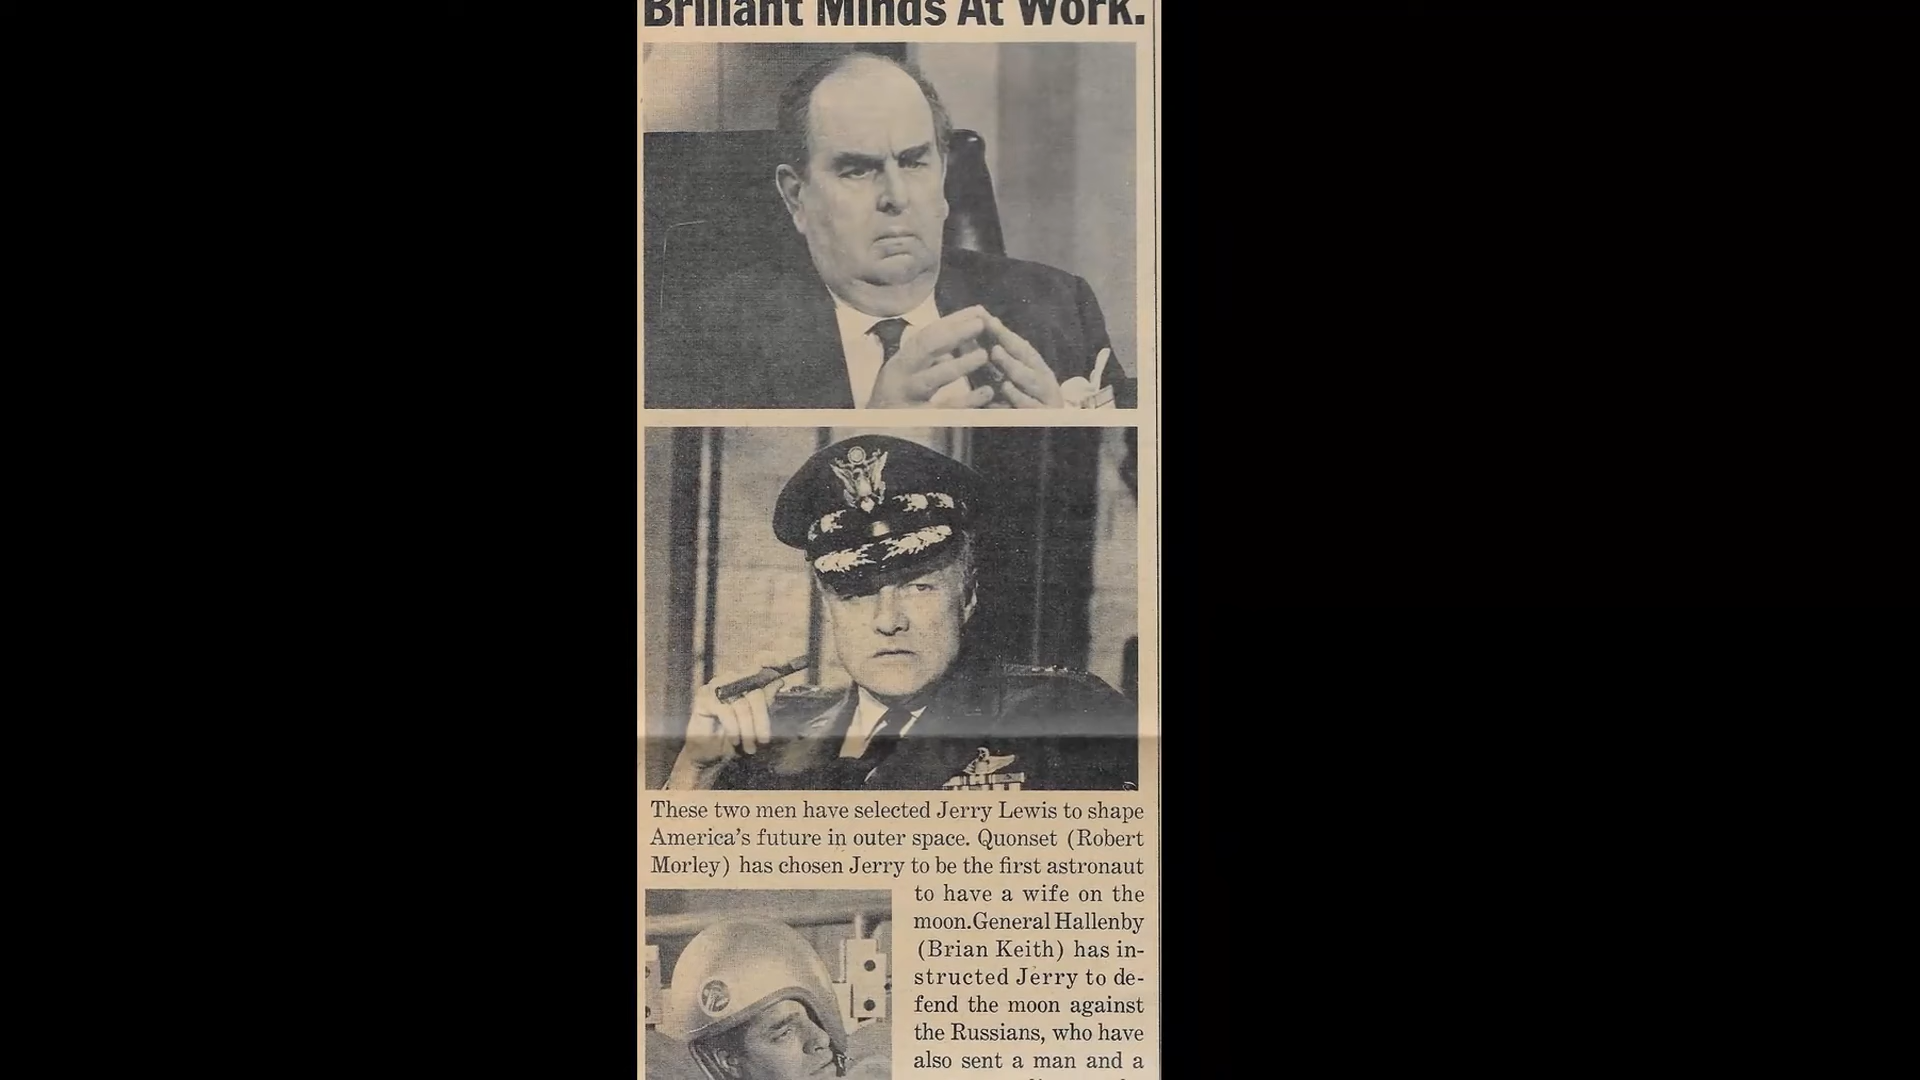 Brilliant Minds At Work.
These two men have selected Jerry Lewis to shape
America's future in outer space. Quonset (Robert
Morley) has chosen Jerry to be the first astronaut
to have a wife on the
moon.General Hallenby
(Brian Keith) has in-
structed Jerry to de-
fend the moon against
the Russians, who have
also sent a man and a